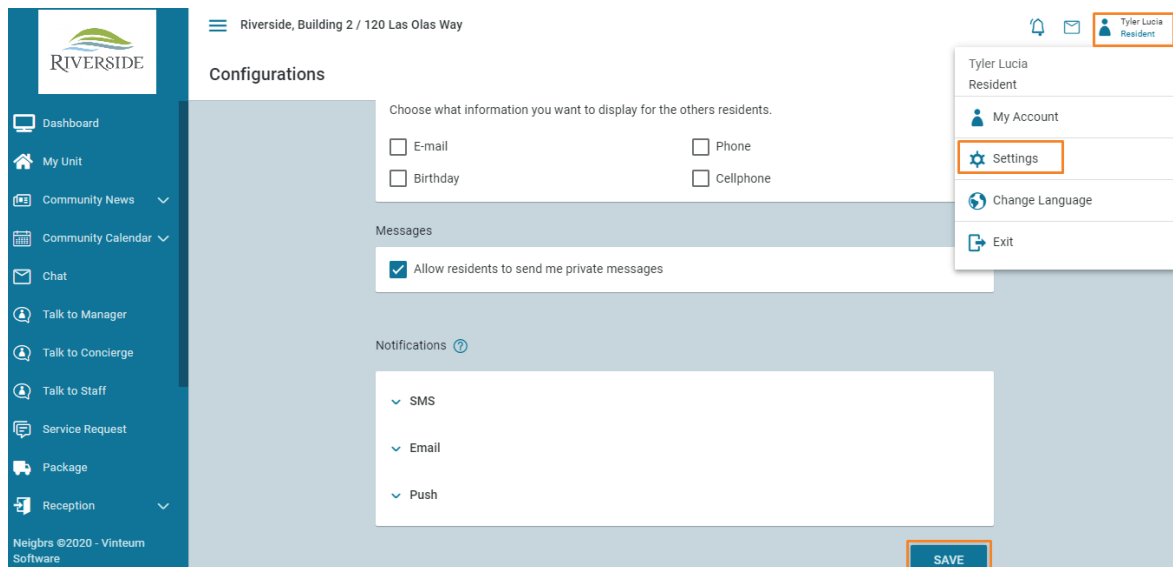 RIVERSIDE
Dashboard
My Unit
Community News
Community Calendar
Chat
Talk to Manager
Talk to Concierge
Talk to Staff
Service Request
Package
Reception
Neigbrs ©2020 - Vinteum
Software
Riverside, Building 2 / 120 Las Olas Way
Tyler Lucia
Resident
Configurations
Tyler Lucia
Resident
My Account
Settings
Change Language
Exit
Choose what information you want to display for the others residents.
E-mail
Phone
Birthday
Cellphone
Messages
Allow residents to send me private messages
Notifications ?
SMS
Email
Push
SAVE